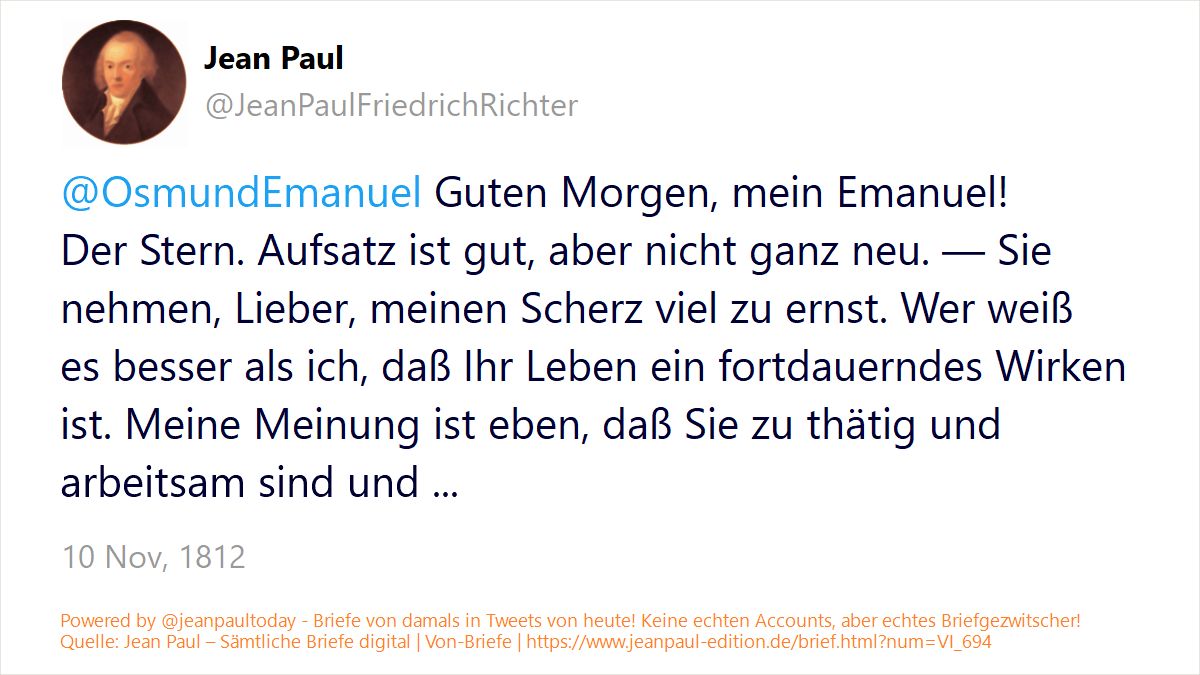 Jean Paul
@JeanPaulFriedrichRichter
@OsmundEmanuel Guten Morgen, mein Emanuel!
Der Stern. Aufsatz ist gut, aber nicht ganz neu. — Sie
nehmen, Lieber, meinen Scherz viel zu ernst. Wer weiß
es besser als ich, daß Ihr Leben ein fortdauerndes Wirken
ist. Meine Meinung ist eben, daß Sie zu thätig und
arbeitsam sind und ...
10 Nov, 1812
Powered by @jeanpaultoday - Briefe von damals in Tweets von heute! Keine echten Accounts, aber echtes Briefgezwitscher!
Quelle: Jean Paul – Sämtliche Briefe digital | Von-Briefe | https://www.jeanpaul-edition.de/brief.html?num=VI_694